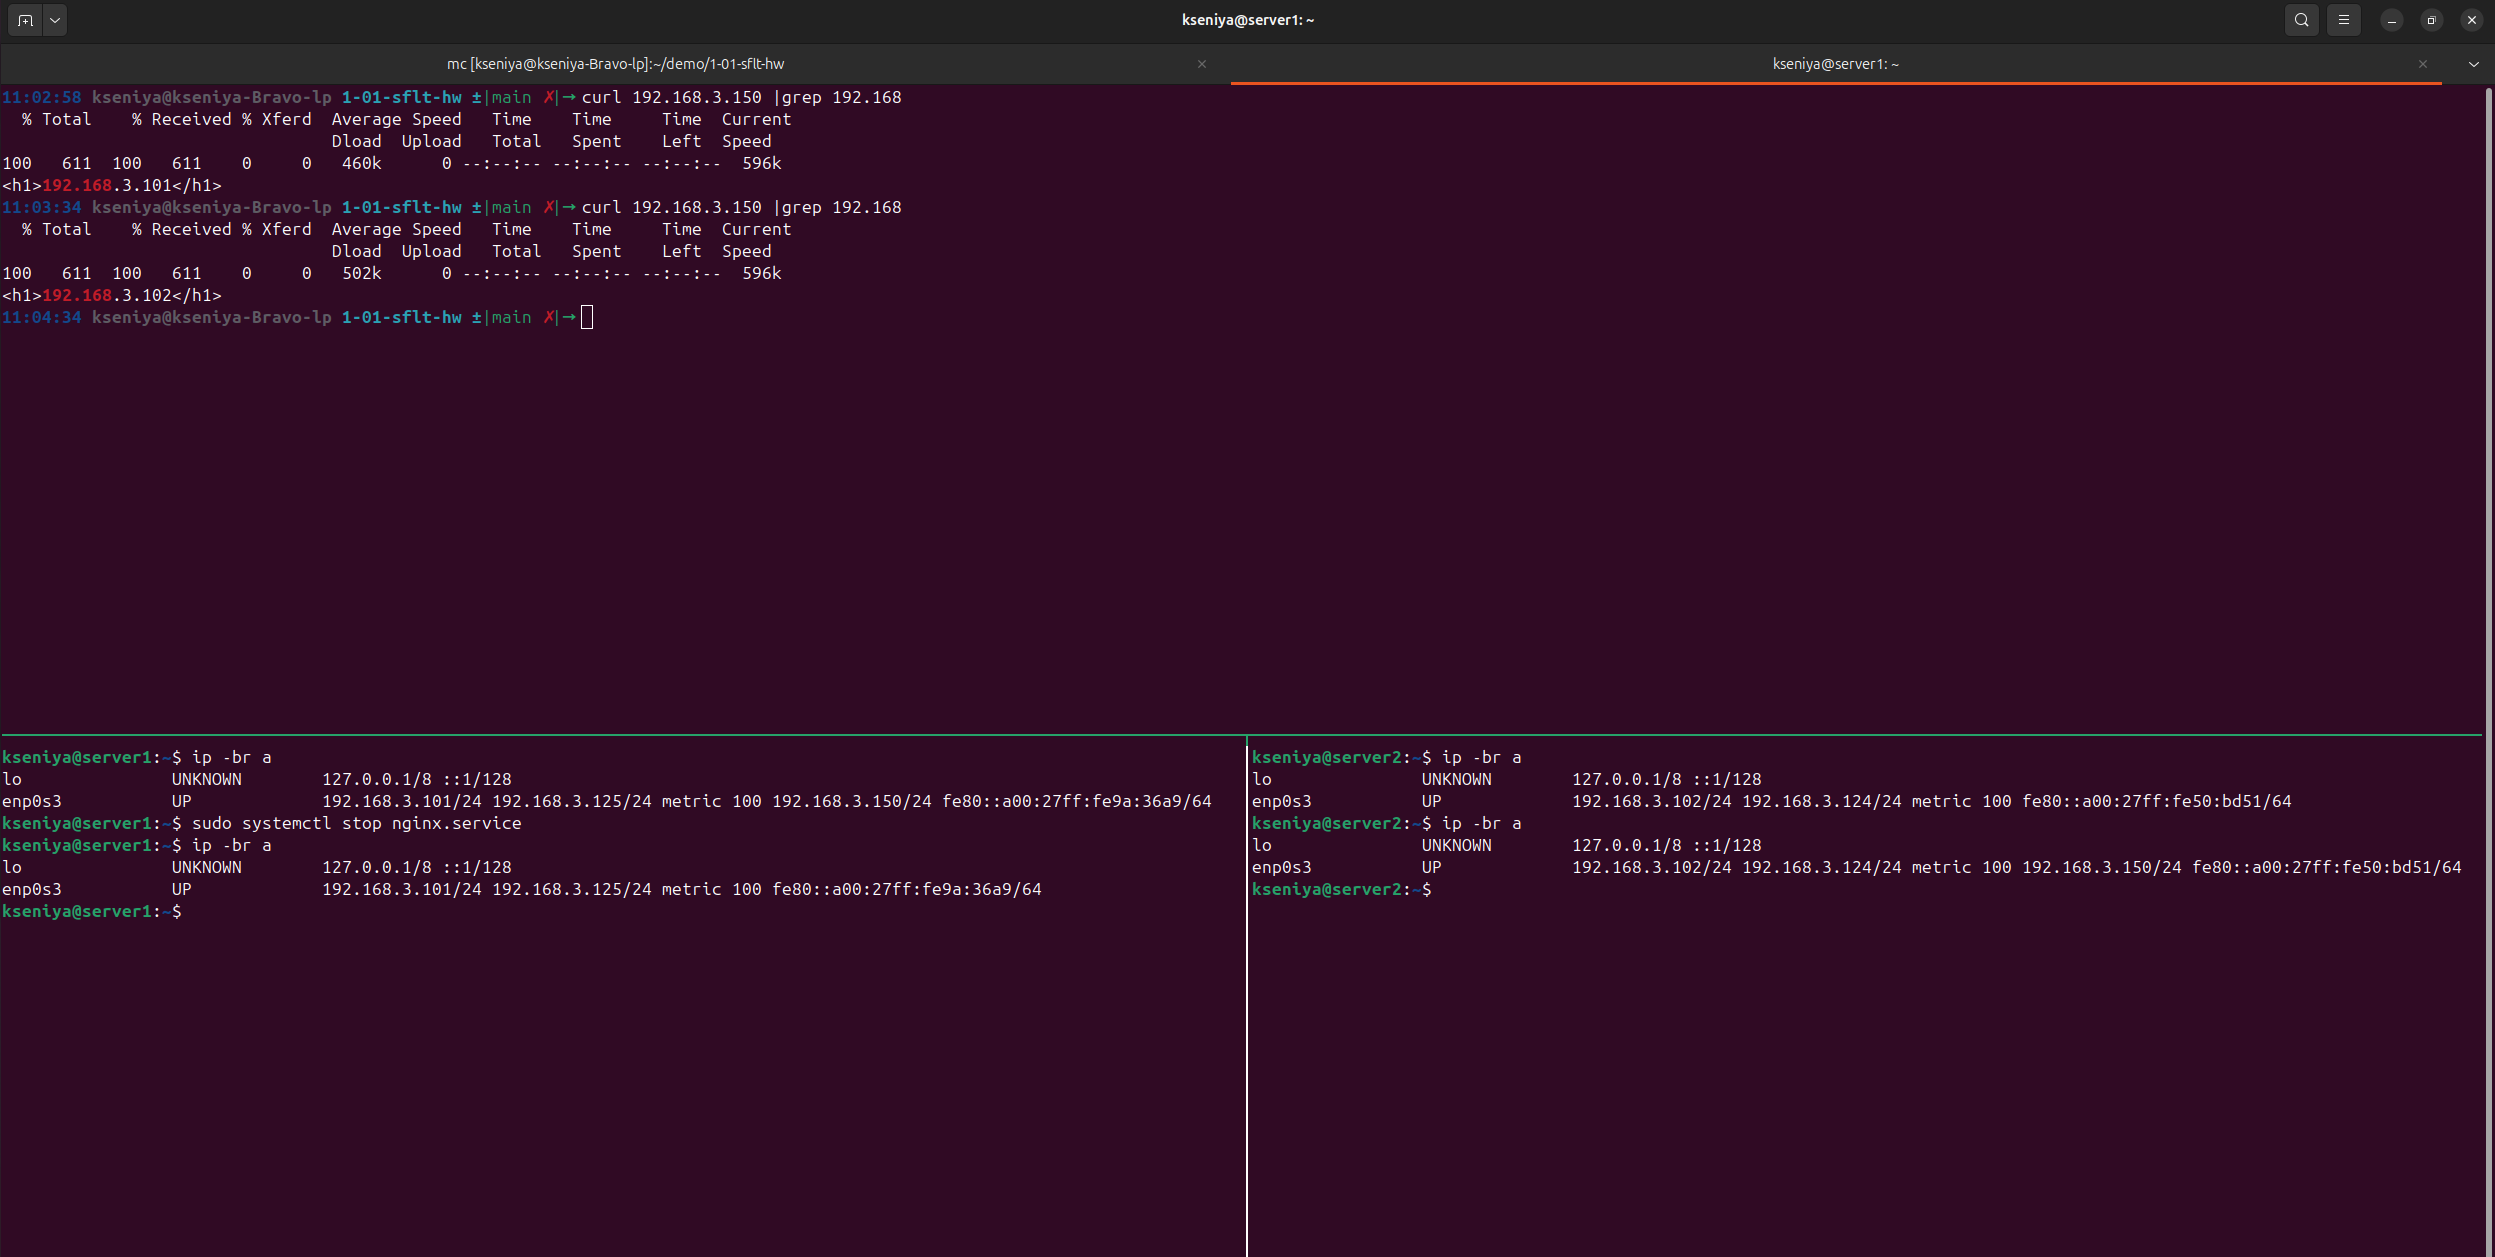 kseniya@server1: ~
mc [kseniya@kseniya-Bravo-lp]:~/demo/1-01-sflt-hw
kseniya@server1: ~
11:02:58 kseniya@kseniya-Bravo-lp 1-01-sflt-hw ±|main ✗|→ curl 192.168.3.150 |grep 192.168
  % Total    % Received % Xferd  Average Speed   Time    Time     Time  Current
                                 Dload  Upload   Total   Spent    Left  Speed
100   611  100   611    0     0   460k      0 --:--:-- --:--:-- --:--:--  596k
<h1>192.168.3.101</h1>
11:03:34 kseniya@kseniya-Bravo-lp 1-01-sflt-hw ±|main ✗|→ curl 192.168.3.150 |grep 192.168
  % Total    % Received % Xferd  Average Speed   Time    Time     Time  Current
                                 Dload  Upload   Total   Spent    Left  Speed
100   611  100   611    0     0   502k      0 --:--:-- --:--:-- --:--:--  596k
<h1>192.168.3.102</h1>
11:04:34 kseniya@kseniya-Bravo-lp 1-01-sflt-hw ±|main ✗|→
kseniya@server1:~$ ip -br a
lo               UNKNOWN        127.0.0.1/8 ::1/128
enp0s3           UP             192.168.3.101/24 192.168.3.125/24 metric 100 192.168.3.150/24 fe80::a00:27ff:fe9a:36a9/64
kseniya@server1:~$ sudo systemctl stop nginx.service
kseniya@server1:~$ ip -br a
lo               UNKNOWN        127.0.0.1/8 ::1/128
enp0s3           UP             192.168.3.101/24 192.168.3.125/24 metric 100 fe80::a00:27ff:fe9a:36a9/64
kseniya@server1:~$
kseniya@server2:~$ ip -br a
lo               UNKNOWN        127.0.0.1/8 ::1/128
enp0s3           UP             192.168.3.102/24 192.168.3.124/24 metric 100 fe80::a00:27ff:fe50:bd51/64
kseniya@server2:~$ ip -br a
lo               UNKNOWN        127.0.0.1/8 ::1/128
enp0s3           UP             192.168.3.102/24 192.168.3.124/24 metric 100 192.168.3.150/24 fe80::a00:27ff:fe50:bd51/64
kseniya@server2:~$